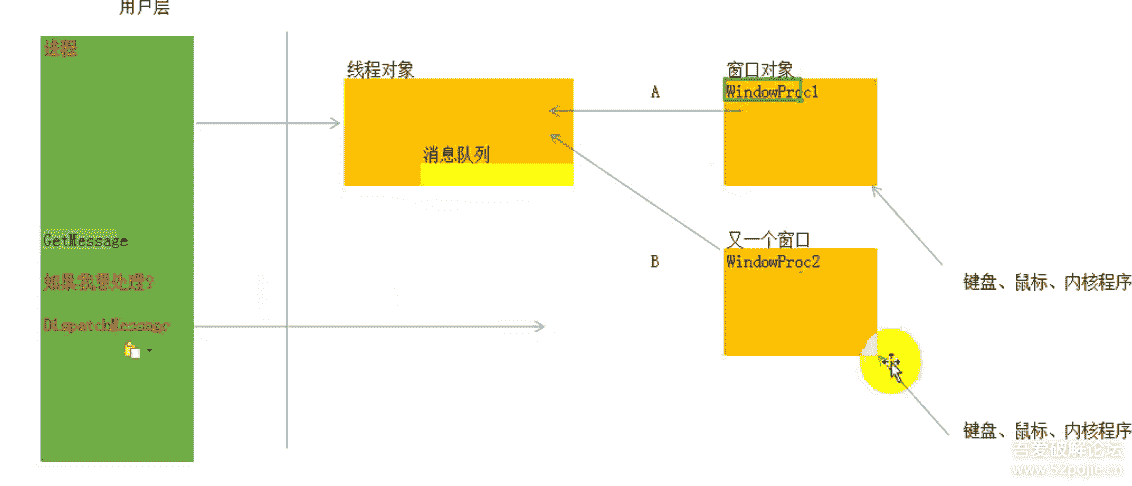 用户层
进程
线程对象
窗口对象
WindowProc1
A
消息队列
GetMessage
如果我想处理？
DispatchMessage
又一个窗口
WindowProc2
B
键盘、鼠标、内核程序
键盘、鼠标、内核程序
吾爱破解论坛
www.52pojie.cn